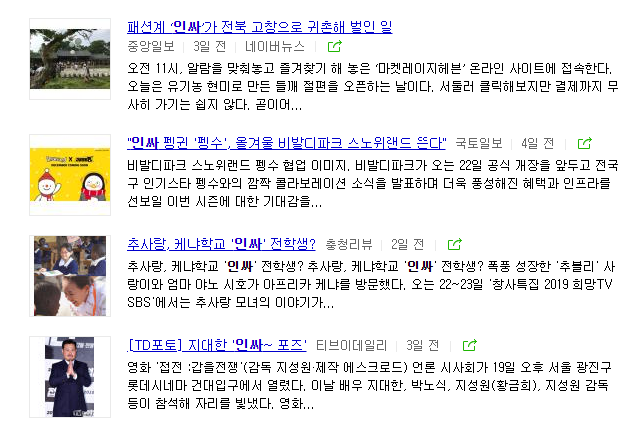 패션계 '인싸'가 전북 고창으로 귀촌해 벌인 일
중앙일보 | 3일 전 | 네이버뉴스 |
오전 11시, 알람을 맞춰놓고 즐겨찾기 해 놓은 '마켓레이지헤븐' 온라인 사이트에 접속한다.
오늘은 유기농 현미로 만든 들깨 절편을 오픈하는 날이다. 서둘러 클릭해보지만 결제까지 무
사히 가기는 쉽지 않다. 곧이어...
"인싸 펭귄 '펭수', 올겨울 비발디파크 스노위랜드 뜬다" 국토일보 | 4일 전 |
비발디파크 스노위랜드 펭수 협업 이미지. 비발디파크가 오는 22일 공식 개장을 앞두고 전국
구 인기스타 펭수와의 깜짝 콜라보레이션 소식을 발표하며 더욱 풍성해진 혜택과 인프라를
선보일 이번 시즌에 대한 기대감을...
추사랑, 케냐학교 '인싸' 전학생? 충청리뷰 | 2일 전 |
추사랑, 케냐학교 '인싸' 전학생? 추사랑, 케냐학교 '인싸' 전학생? 폭풍 성장한 '추블리' 사
랑이와 엄마 야노 시호가 아프리카 케냐를 방문했다. 오는 22~23일 '창사특집 2019 희망TV
SBS'에서는 추사랑 모녀의 이야기가...
[TD포토] 지대한 '인싸~ 포즈' 티브이데일리 | 3일 전 |
영화 '접전 :갑을전쟁'(감독 지성원·제작 에스크로드) 언론 시사회가 19일 오후 서울 광진구
롯데시네마 건대입구에서 열렸다. 이날 배우 지대한, 박노식, 지성원(황금희), 지성원 감독
등이 참석해 자리를 빛냈다. 영화...